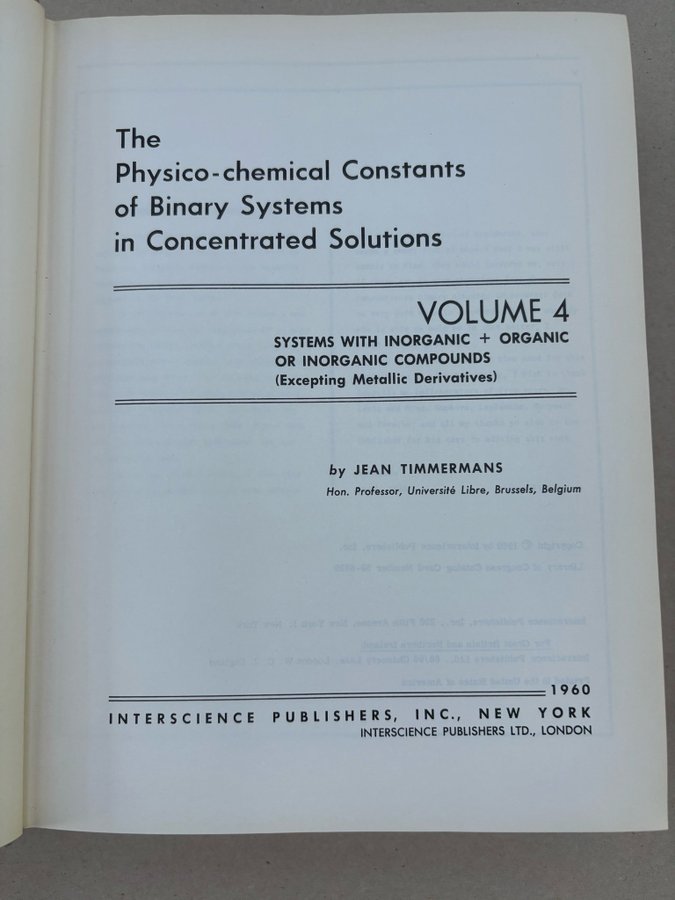 The
Physico-chemical Constants
of Binary Systems
in Concentrated Solutions
VOLUME 4
SYSTEMS WITH INORGANIC + ORGANIC
OR INORGANIC COMPOUNDS
(Excepting Metallic Derivatives)
by JEAN TIMMERMANS
Hon. Professor, Université Libre, Brussels, Belgium
1960
INTERSCIENCE PUBLISHERS, INC., NEW YORK
INTERSCIENCE PUBLISHERS LTD., LONDON